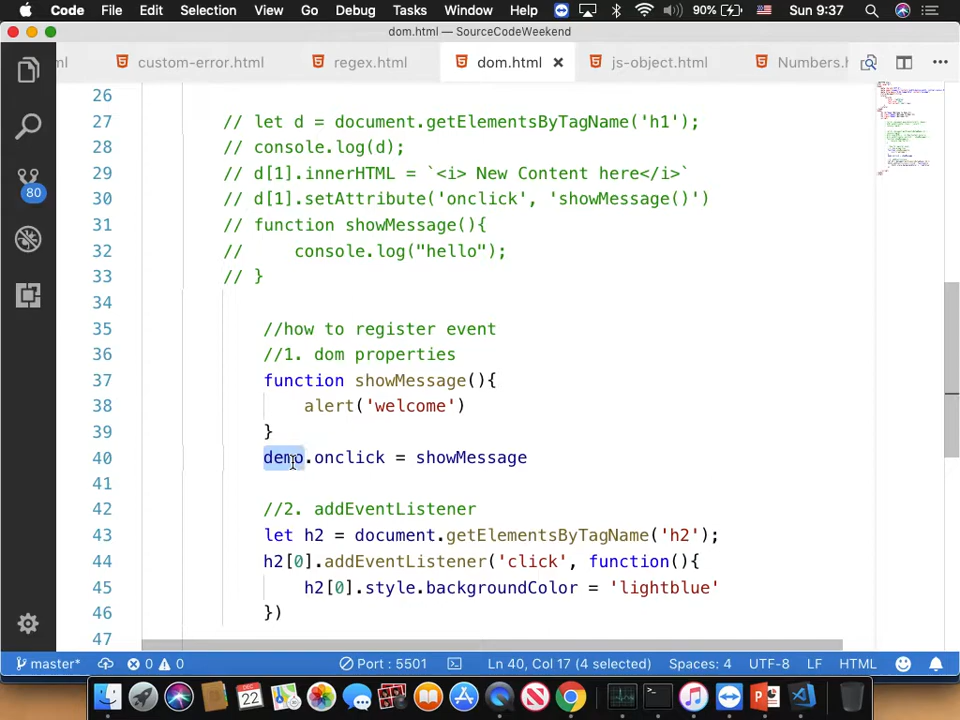 Code File Edit Selection View Go Debug Tasks Window Help 90% Sun 9:37
dom.html — SourceCodeWeekend
ml custom-error.html regex.html dom.html js-object.html Numbers.h
26
27 // let d = document.getElementsByTagName('h1');
28 // console.log(d);
29 // d[1].innerHTML = `<i> New Content here</i>`
30 // d[1].setAttribute('onclick', 'showMessage()')
31 // function showMessage(){
32 // console.log("hello");
33 // }
34
35 //how to register event
36 //1. dom properties
37 function showMessage(){
38 alert('welcome')
39 }
40 demo.onclick = showMessage
41
42 //2. addEventListener
43 let h2 = document.getElementsByTagName('h2');
44 h2[0].addEventListener('click', function(){
45 h2[0].style.backgroundColor = 'lightblue'
46 })
47
80
master* 0 0 Port : 5501 Ln 40, Col 17 (4 selected) Spaces: 4 UTF-8 LF HTML
DEC
22